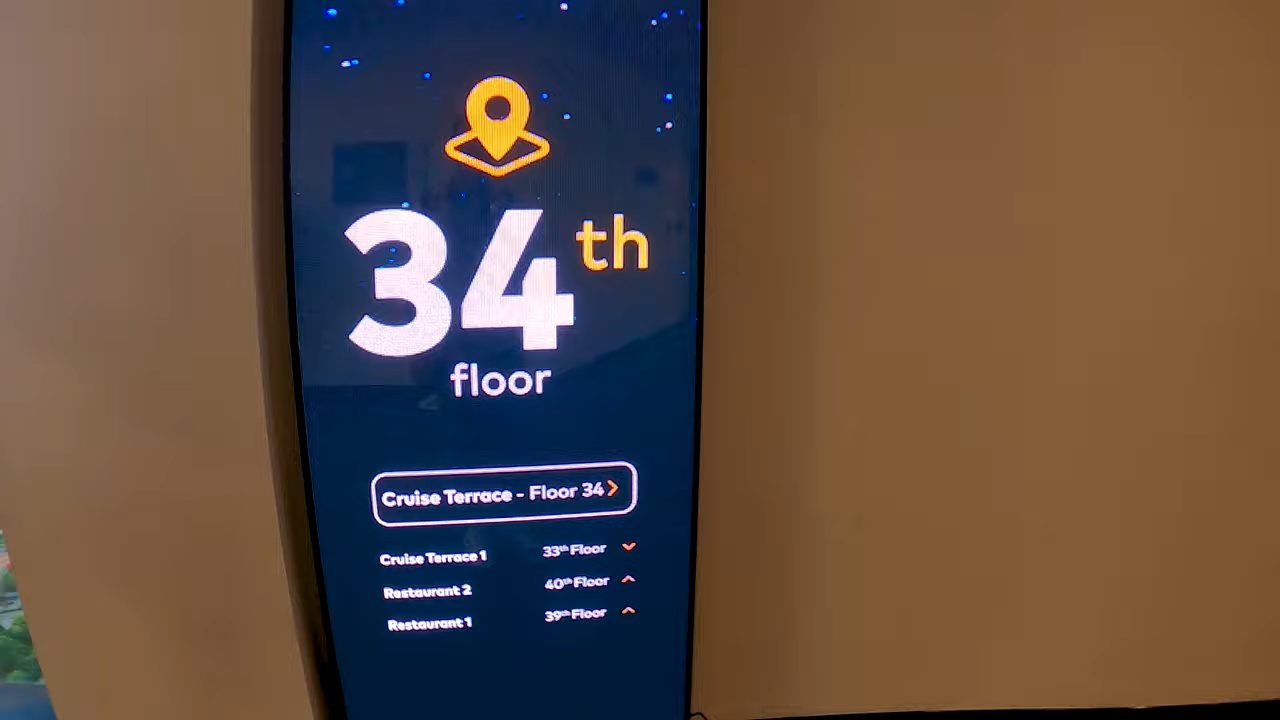 34th
floor
Cruise Terrace - Floor 34
Cruise Terrace 1 33th Floor
Restaurant 2 40th Floor
Restaurant 1 39th Floor